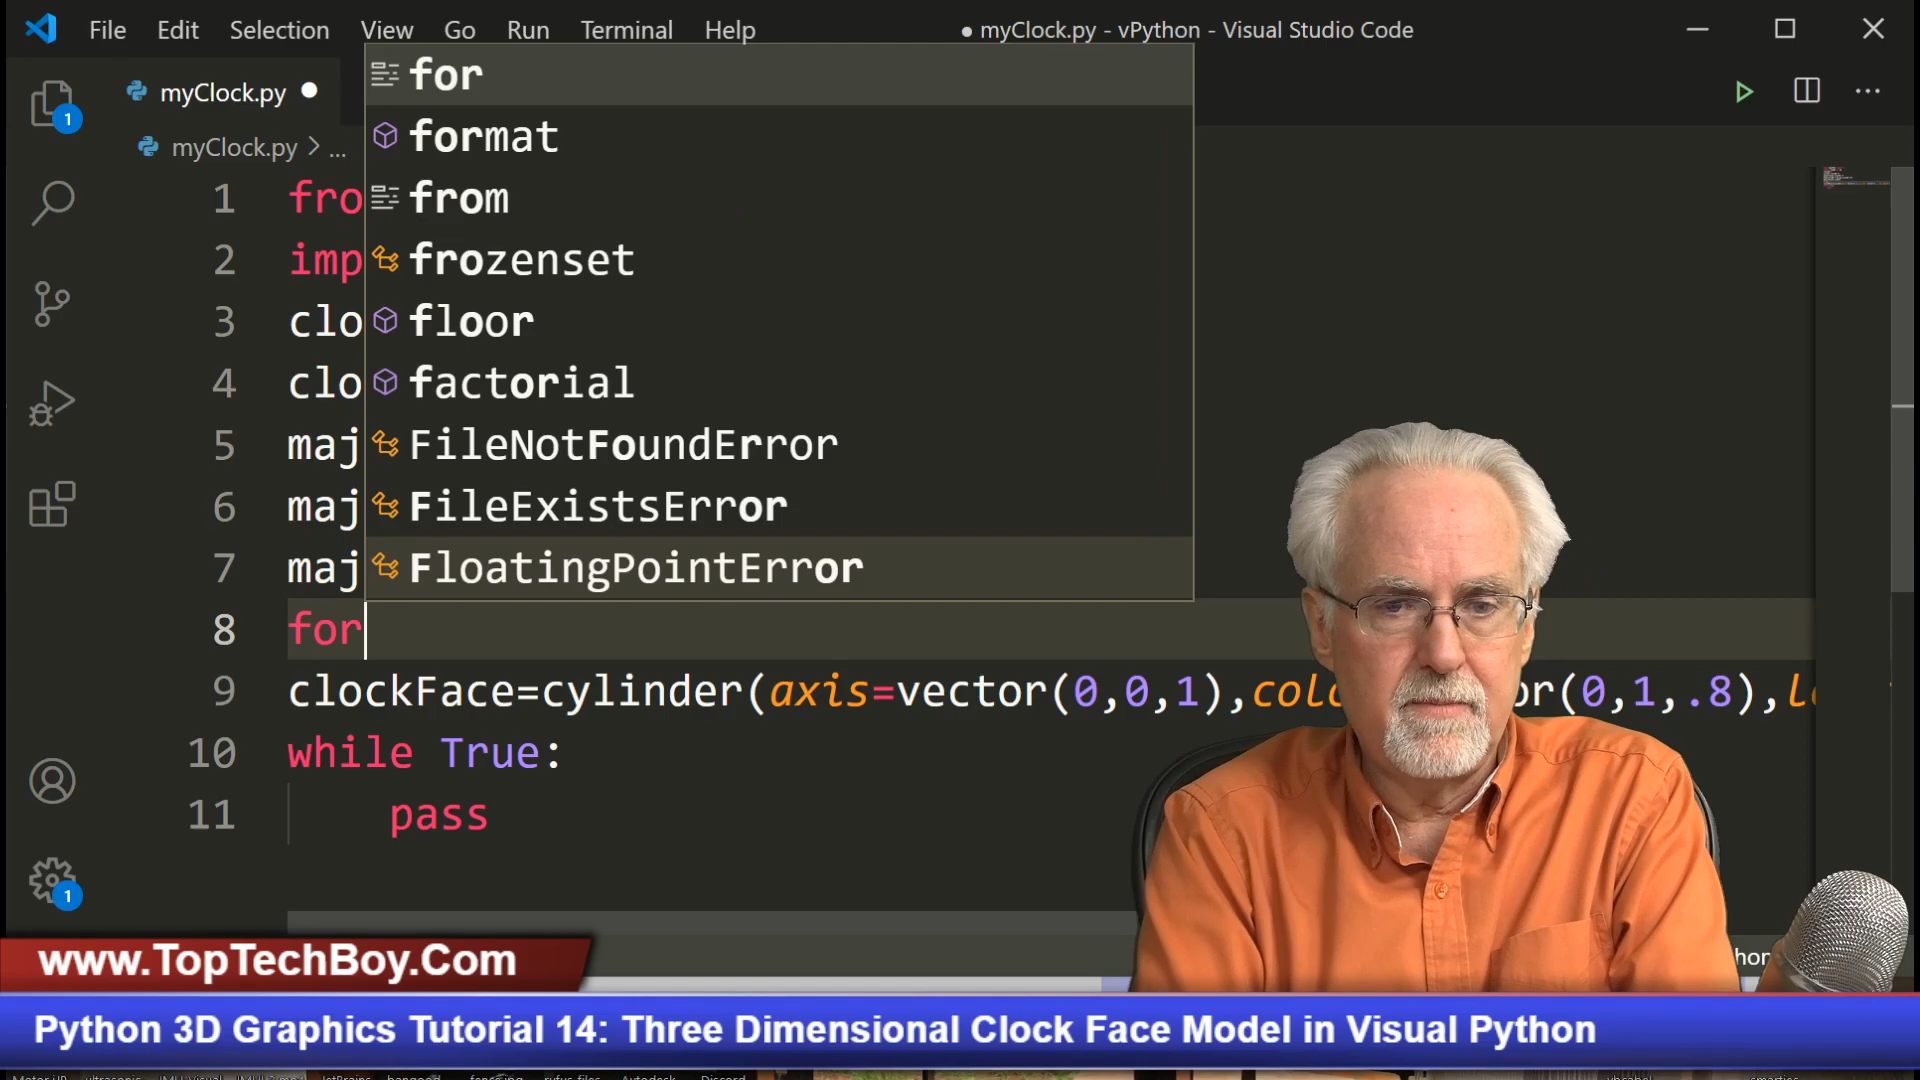 File Edit Selection View Go Run Terminal Help
● myClock.py - vPython - Visual Studio Code
myClock.py
1
myClock.py > ...
for
format
from
frozenset
floor
factorial
FileNotFoundError
FileExistsError
FloatingPointError
1 fro
2 imp
3 clo
4 clo
5 maj
6 maj
7 maj
8 for
9 clockFace=cylinder(axis=vector(0,0,1),colo or(0,1,.8),l
10 while True:
11 pass
1
www.TopTechBoy.Com
Python 3D Graphics Tutorial 14: Three Dimensional Clock Face Model in Visual Python